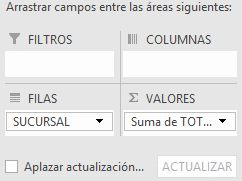 Arrastrar campos entre las áreas siguientes:
FILTROS
COLUMNAS
FILAS
Σ VALORES
SUCURSAL
Suma de TOT...
Aplazar actualización...
ACTUALIZAR